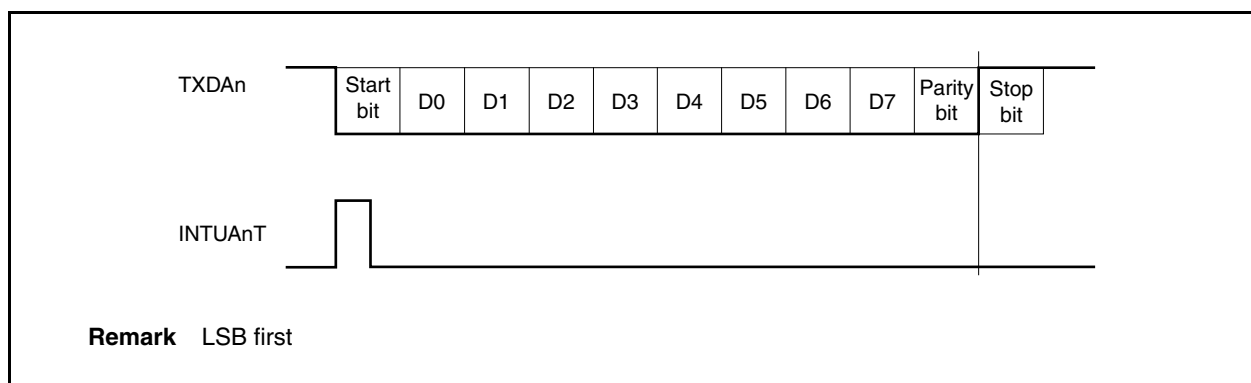 TXDAn
Start bit
D0
D1
D2
D3
D4
D5
D6
D7
Parity bit
Stop bit
INTUAnT
Remark LSB first